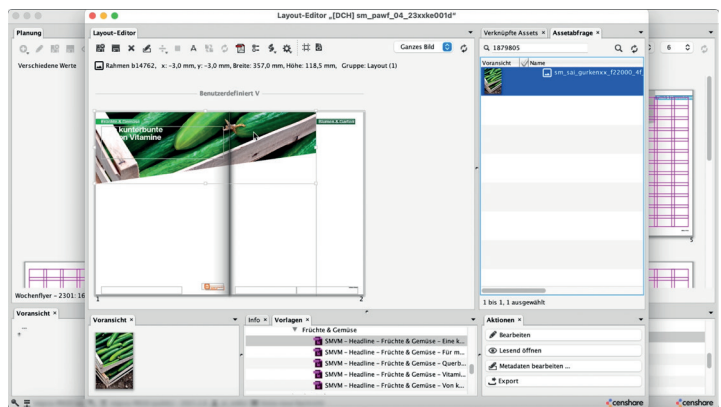 Layout-Editor „[DCH] sm_pawf_04_23xxke001d"
Planung
Verschiedene Werte
Layout-Editor
Ganzes Bild
Rahmen b14762, x: -3,0 mm, y: -3,0 mm, Breite: 357,0 mm, Höhe: 118,5 mm, Gruppe: Layout (1)
Benutzerdefiniert V
kunterbunte
en Vitamine
1
2
Verknüpfte Assets
Assetabfrage
1879805
Voransicht
Name
sm_sai_gurkenxx_f22000_4f
1 bis 1, 1 ausgewählt
6
5
Wochenflyer - 2301: 16
Voransicht
Voransicht
Info
Vorlagen
Früchte & Gemüse
SMVM - Headline - Früchte & Gemüse - Eine k...
SMVM - Headline - Früchte & Gemüse - Für m...
SMVM - Headline - Früchte & Gemüse - Querb...
SMVM - Headline - Früchte & Gemüse - Vitami...
SMVM - Headline - Früchte & Gemüse - Von k...
Aktionen
Bearbeiten
Lesend öffnen
Metadaten bearbeiten ...
Export
censhare
censhare